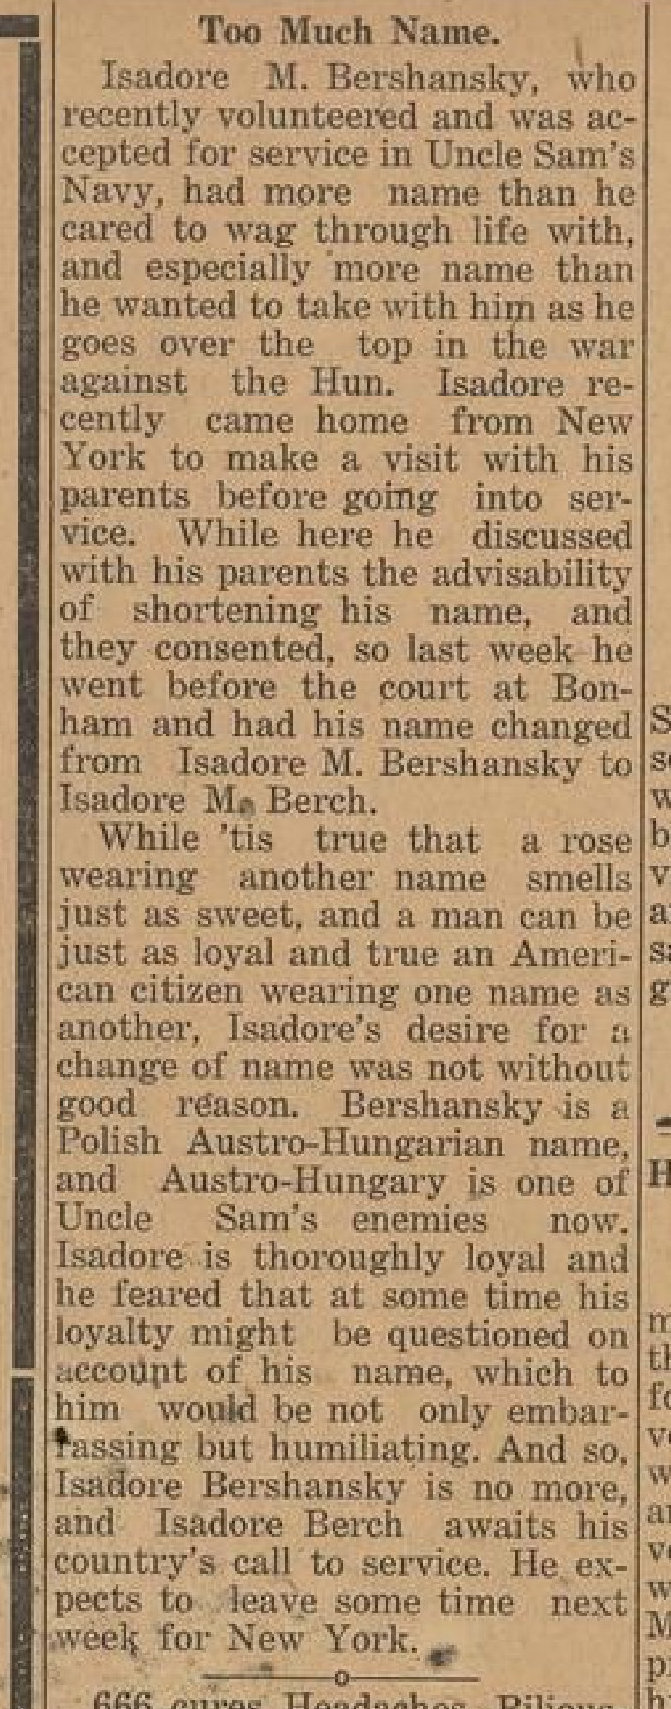 Too Much Name.
Isadore M. Bershansky, who
recently volunteered and was ac-
cepted for service in Uncle Sam's
Navy, had more name than he
cared to wag through life with,
and especially more name than
he wanted to take with him as he
goes over the top in the war
against the Hun. Isadore re-
cently came home from New
York to make a visit with his
parents before going into ser-
vice. While here he discussed
with his parents the advisability
of shortening his name, and
they consented, so last week he
went before the court at Bon-
ham and had his name changed
from Isadore M. Bershansky to
Isadore M. Berch.
While 'tis true that a rose
wearing another name smells
just as sweet, and a man can be
just as loyal and true an Ameri-
can citizen wearing one name as
another, Isadore's desire for a
change of name was not without
good reason. Bershansky is a
Polish Austro-Hungarian name,
and Austro-Hungary is one of
Uncle Sam's enemies now.
Isadore is thoroughly loyal and
he feared that at some time his
loyalty might be questioned on
account of his name, which to
him would be not only embar-
rassing but humiliating. And so,
Isadore Bershansky is no more,
and Isadore Berch awaits his
country's call to service. He ex-
pects to leave some time next
week for New York.
666 cures Headaches, Bilious